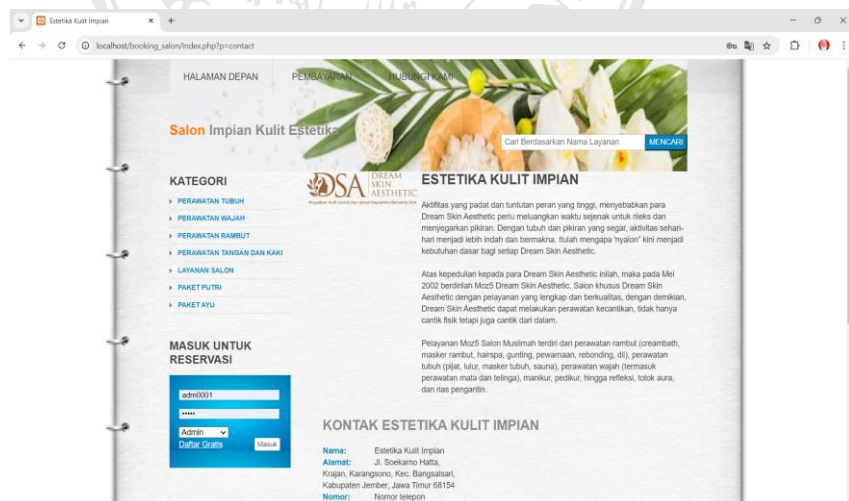 Estetika Kulit Impian
localhost/booking_salon/index.php?p=contact
HALAMAN DEPAN PEMBAYARAN HUBUNGI KAMI
Salon Impian Kulit Estetika
Cari Berdasarkan Nama Layanan MENCARI
KATEGORI
PERAWATAN TUBUH
PERAWATAN WAJAH
PERAWATAN RAMBUT
PERAWATAN TANGAN DAN KAKI
LAYANAN SALON
PAKET PUTRI
PAKET AYU
MASUK UNTUK
RESERVASI
adm0001
•••••
Admin
Daftar Gratis Masuk
DSA DREAM
SKIN
AESTHETIC
ESTETIKA KULIT IMPIAN
Aktifitas yang padat dan tuntutan peran yang tinggi, menyebabkan para
Dream Skin Aesthetic perlu meluangkan waktu sejenak untuk rileks dan
menyegarkan pikiran. Dengan tubuh dan pikiran yang segar, aktivitas sehari-
hari menjadi lebih indah dan bermakna. Itulah mengapa 'nyalon" kini menjadi
kebutuhan dasar bagi setiap Dream Skin Aesthetic.
Atas kepedulian kepada para Dream Skin Aesthetic inilah, maka pada Mei
2002 berdirilah Moz5 Dream Skin Aesthetic. Salon khusus Dream Skin
Aesthetic dengan pelayanan yang lengkap dan berkualitas, dengan demikian,
Dream Skin Aesthetic dapat melakukan perawatan kecantikan, tidak hanya
cantik fisik tetapi juga cantik dari dalam.
Pelayanan Moz5 Salon Muslimah terdiri dari perawatan rambut (creambath,
masker rambut, hairspa, gunting, pewarnaan, rebonding, dll), perawatan
tubuh (pijat, lulur, masker tubuh, sauna), perawatan wajah (termasuk
perawatan mata dan telinga), manikur, pedikur, hingga refleksi, totok aura,
dan rias pengantin.
KONTAK ESTETIKA KULIT IMPIAN
Nama: Estetika Kulit Impian
Alamat: Jl. Soekarno Hatta,
Krajan, Karangsono, Kec. Bangsalsari,
Kabupaten Jember, Jawa Timur 68154
Nomor: Nomor telepon